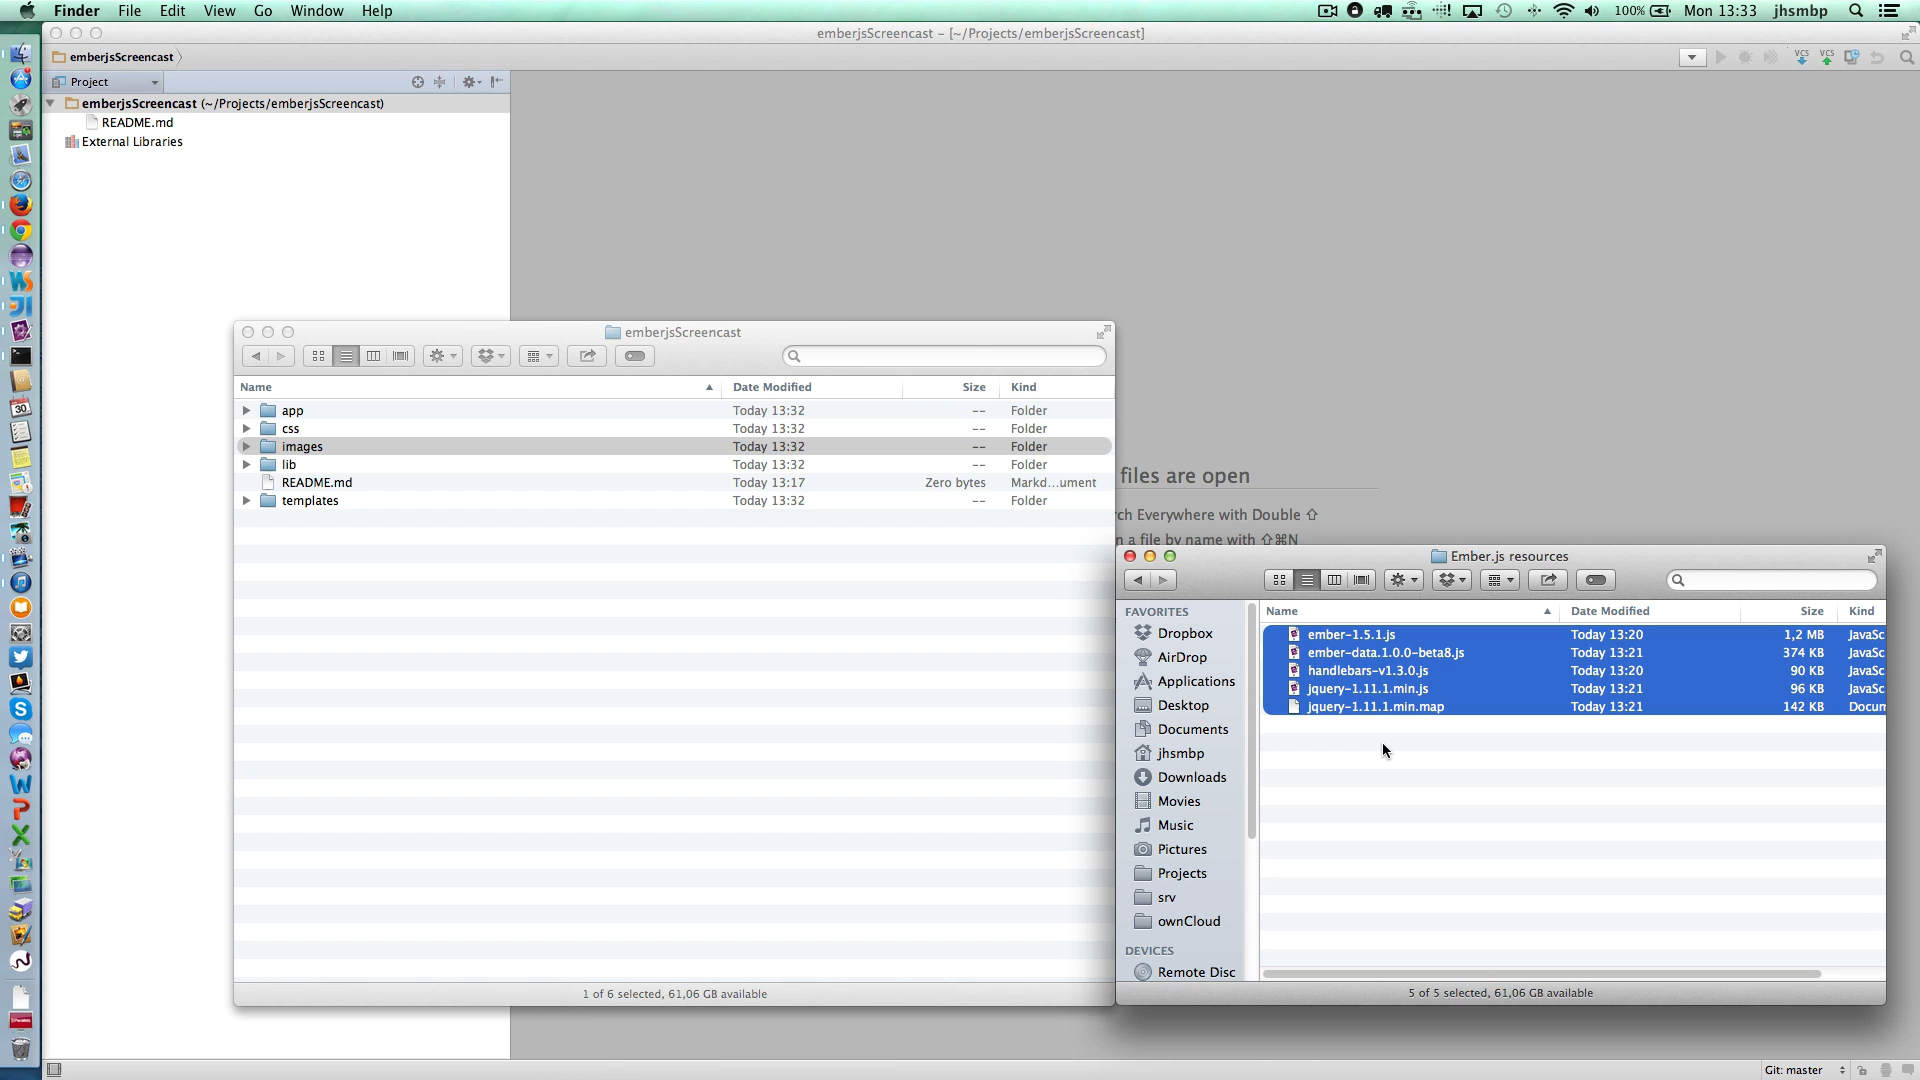 Finder File Edit View Go Window Help
100% Mon 13:33 jhsmbp
emberjsScreencast – [~/Projects/emberjsScreencast]
emberjsScreencast
Project
emberjsScreencast (~/Projects/emberjsScreencast)
README.md
External Libraries
emberjsScreencast
Name Date Modified Size Kind
app Today 13:32 -- Folder
css Today 13:32 -- Folder
images Today 13:32 -- Folder
lib Today 13:32 -- Folder
README.md Today 13:17 Zero bytes Markd...ument
templates Today 13:32 -- Folder
1 of 6 selected, 61,06 GB available
files are open
ch Everywhere with Double ⇧
n a file by name with ⇧⌘N
Ember.js resources
FAVORITES
Dropbox
AirDrop
Applications
Desktop
Documents
jhsmbp
Downloads
Movies
Music
Pictures
Projects
srv
ownCloud
DEVICES
Remote Disc
Name Date Modified Size Kind
ember-1.5.1.js Today 13:20 1,2 MB JavaSc
ember-data.1.0.0-beta8.js Today 13:21 374 KB JavaSc
handlebars-v1.3.0.js Today 13:20 90 KB JavaSc
jquery-1.11.1.min.js Today 13:21 96 KB JavaSc
jquery-1.11.1.min.map Today 13:21 142 KB Docum
5 of 5 selected, 61,06 GB available
Git: master